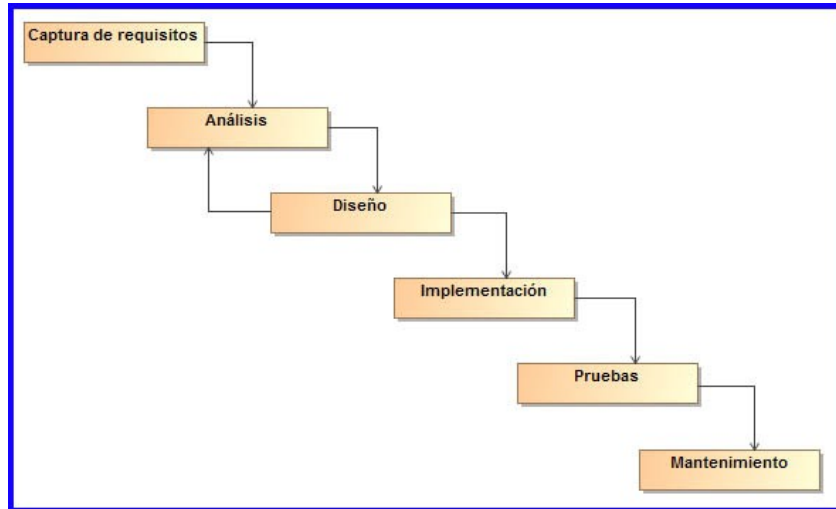 Captura de requisitos
Análisis
Diseño
Implementación
Pruebas
Mantenimiento